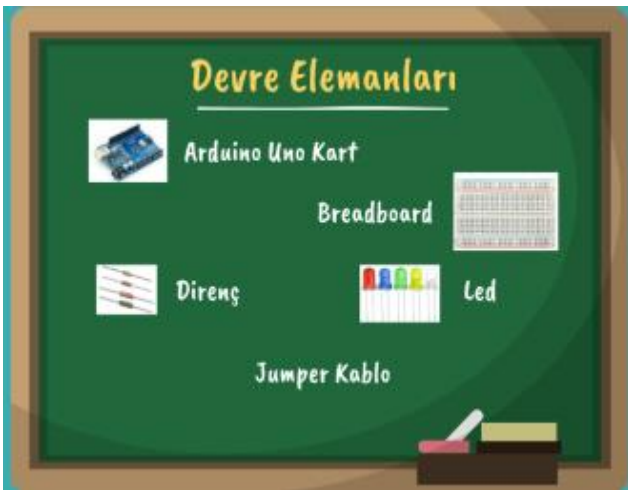 Devre Elemanları
Arduino Uno Kart
Breadboard
Direnç
Led
Jumper Kablo